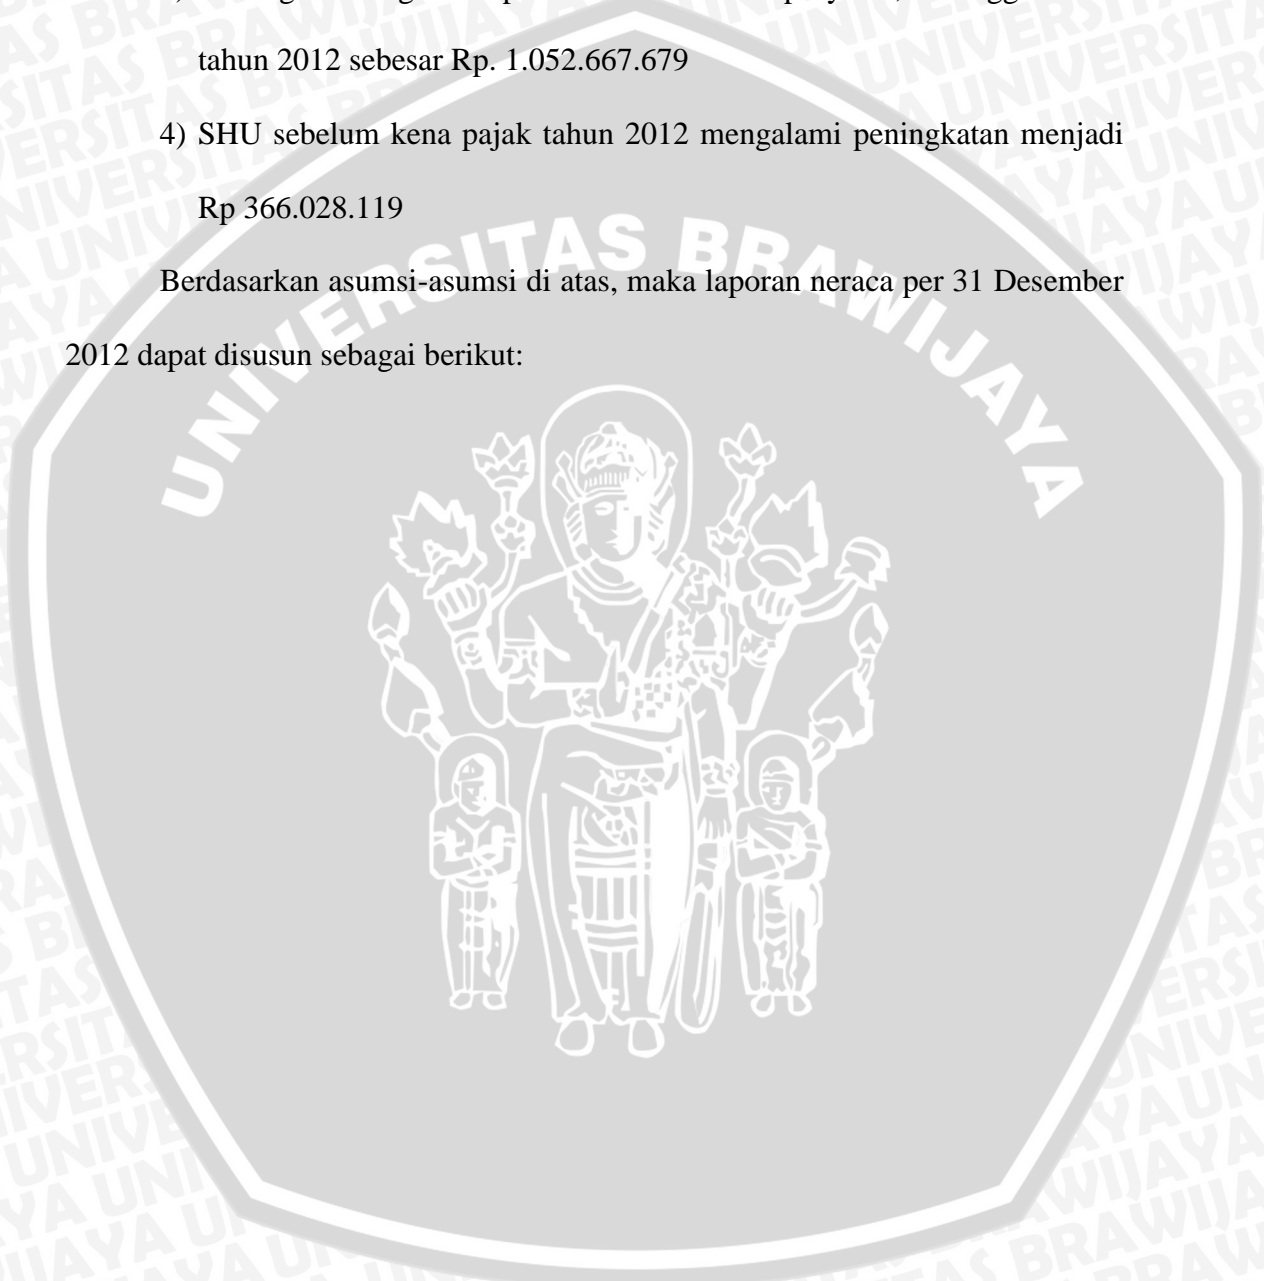 tahun 2012 sebesar Rp. 1.052.667.679
4) SHU sebelum kena pajak tahun 2012 mengalami peningkatan menjadi
Rp 366.028.119
Berdasarkan asumsi-asumsi di atas, maka laporan neraca per 31 Desember
2012 dapat disusun sebagai berikut:
UNIVERSITAS BRAWIJAYA